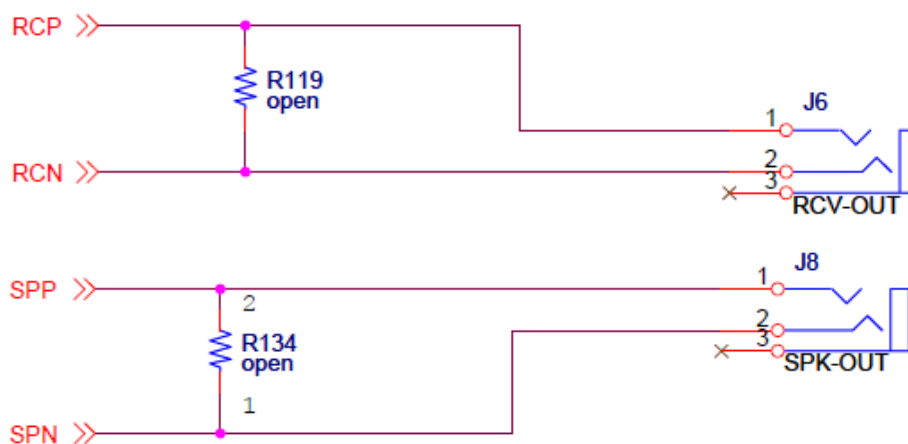 RCP
R119
open
J6
1
RCN
2
3
RCV-OUT
SPP
J8
1
2
2
R134
open
3
SPK-OUT
1
SPN